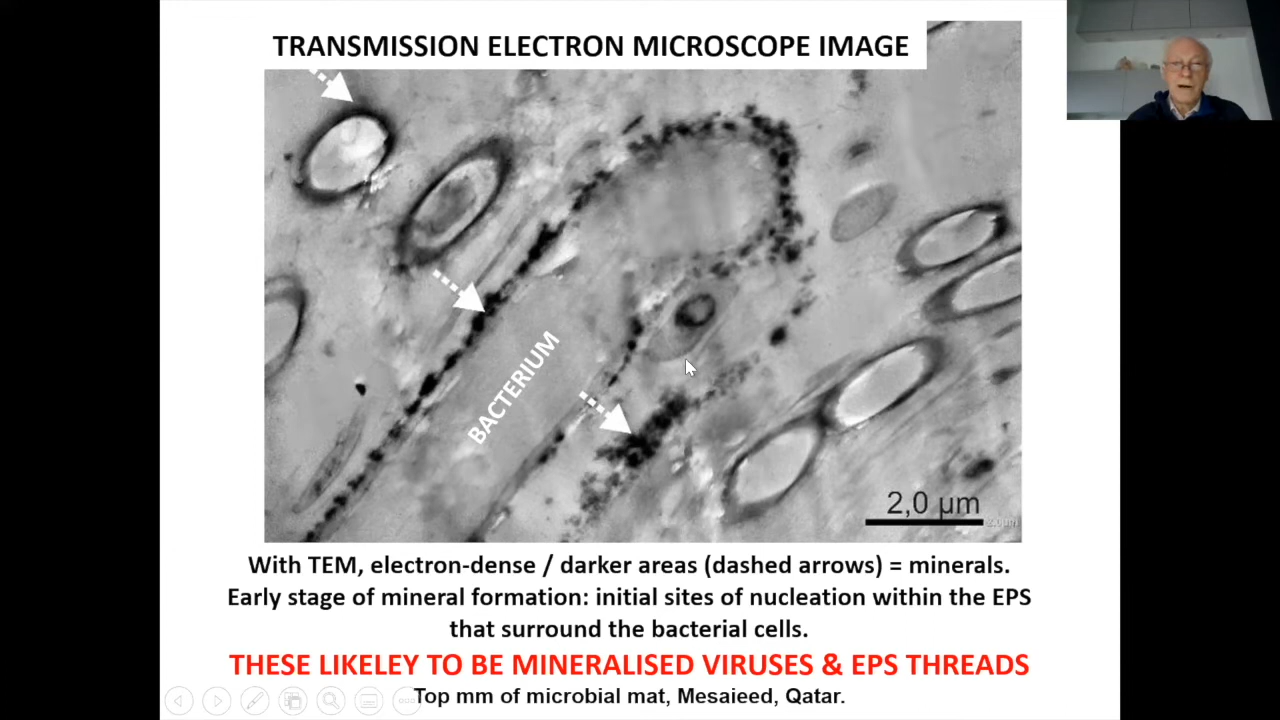 TRANSMISSION ELECTRON MICROSCOPE IMAGE
BACTERIUM
2,0 µm
With TEM, electron-dense / darker areas (dashed arrows) = minerals.
Early stage of mineral formation: initial sites of nucleation within the EPS
that surround the bacterial cells.
THESE LIKELEY TO BE MINERALISED VIRUSES & EPS THREADS
Top mm of microbial mat, Mesaieed, Qatar.